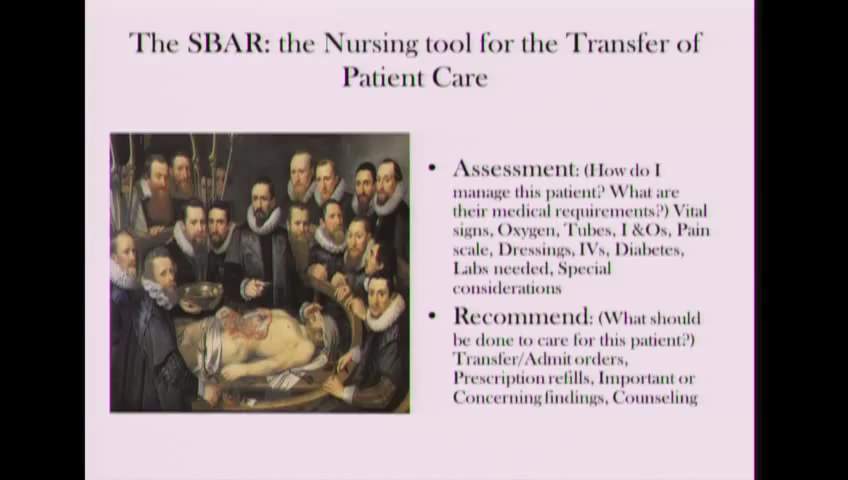 The SBAR: the Nursing tool for the Transfer of
Patient Care
• Assessment: (How do I
manage this patient? What are
their medical requirements?) Vital
signs, Oxygen, Tubes, I &Os, Pain
scale, Dressings, IVs, Diabetes,
Labs needed, Special
considerations
• Recommend: (What should
be done to care for this patient?)
Transfer/Admit orders,
Prescription refills, Important or
Concerning findings, Counseling